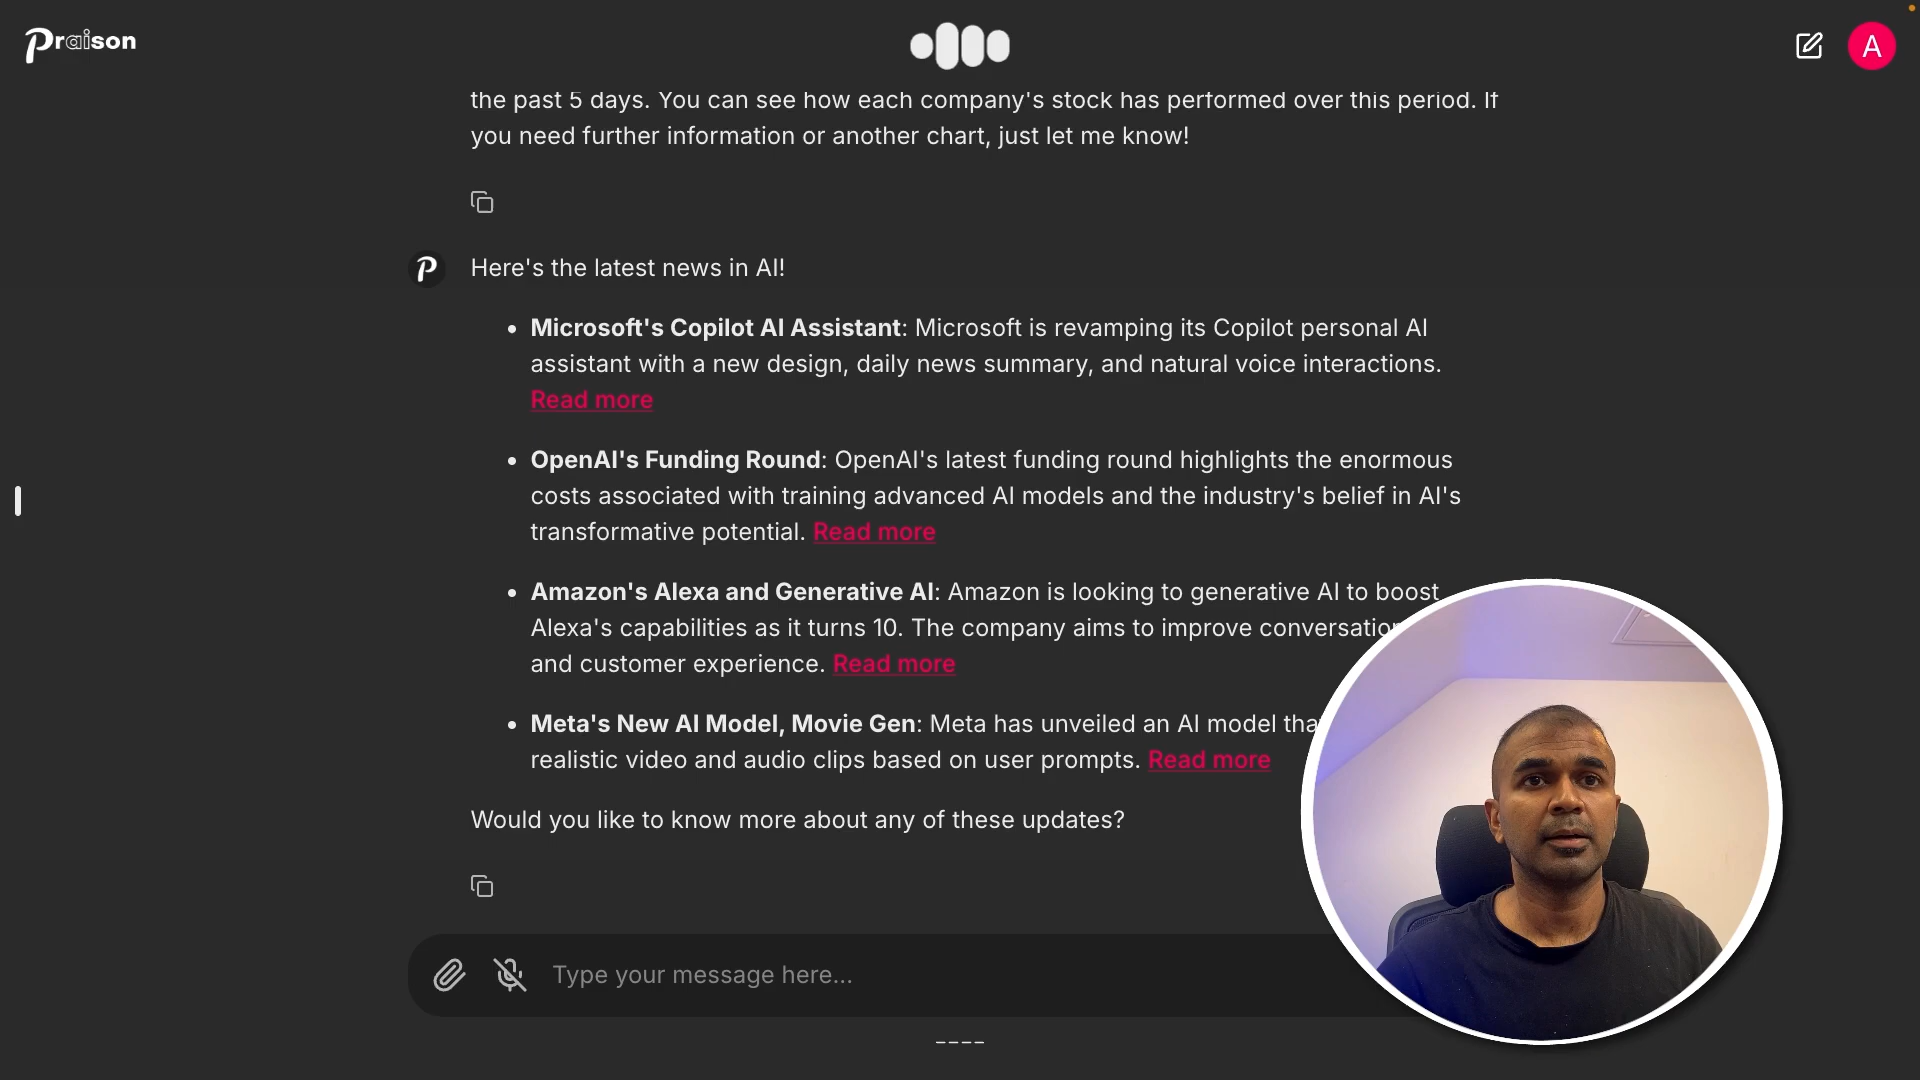 Praison
A
the past 5 days. You can see how each company's stock has performed over this period. If
you need further information or another chart, just let me know!
Here's the latest news in AI!
• Microsoft's Copilot AI Assistant: Microsoft is revamping its Copilot personal AI
assistant with a new design, daily news summary, and natural voice interactions.
Read more
• OpenAI's Funding Round: OpenAI's latest funding round highlights the enormous
costs associated with training advanced AI models and the industry's belief in AI's
transformative potential. Read more
• Amazon's Alexa and Generative AI: Amazon is looking to generative AI to boost
Alexa's capabilities as it turns 10. The company aims to improve
and customer experience. Read more
• Meta's New AI Model, Movie Gen: Meta has unveiled an AI model
realistic video and audio clips based on user prompts. Read more
Would you like to know more about any of these updates?
Type your message here...
----